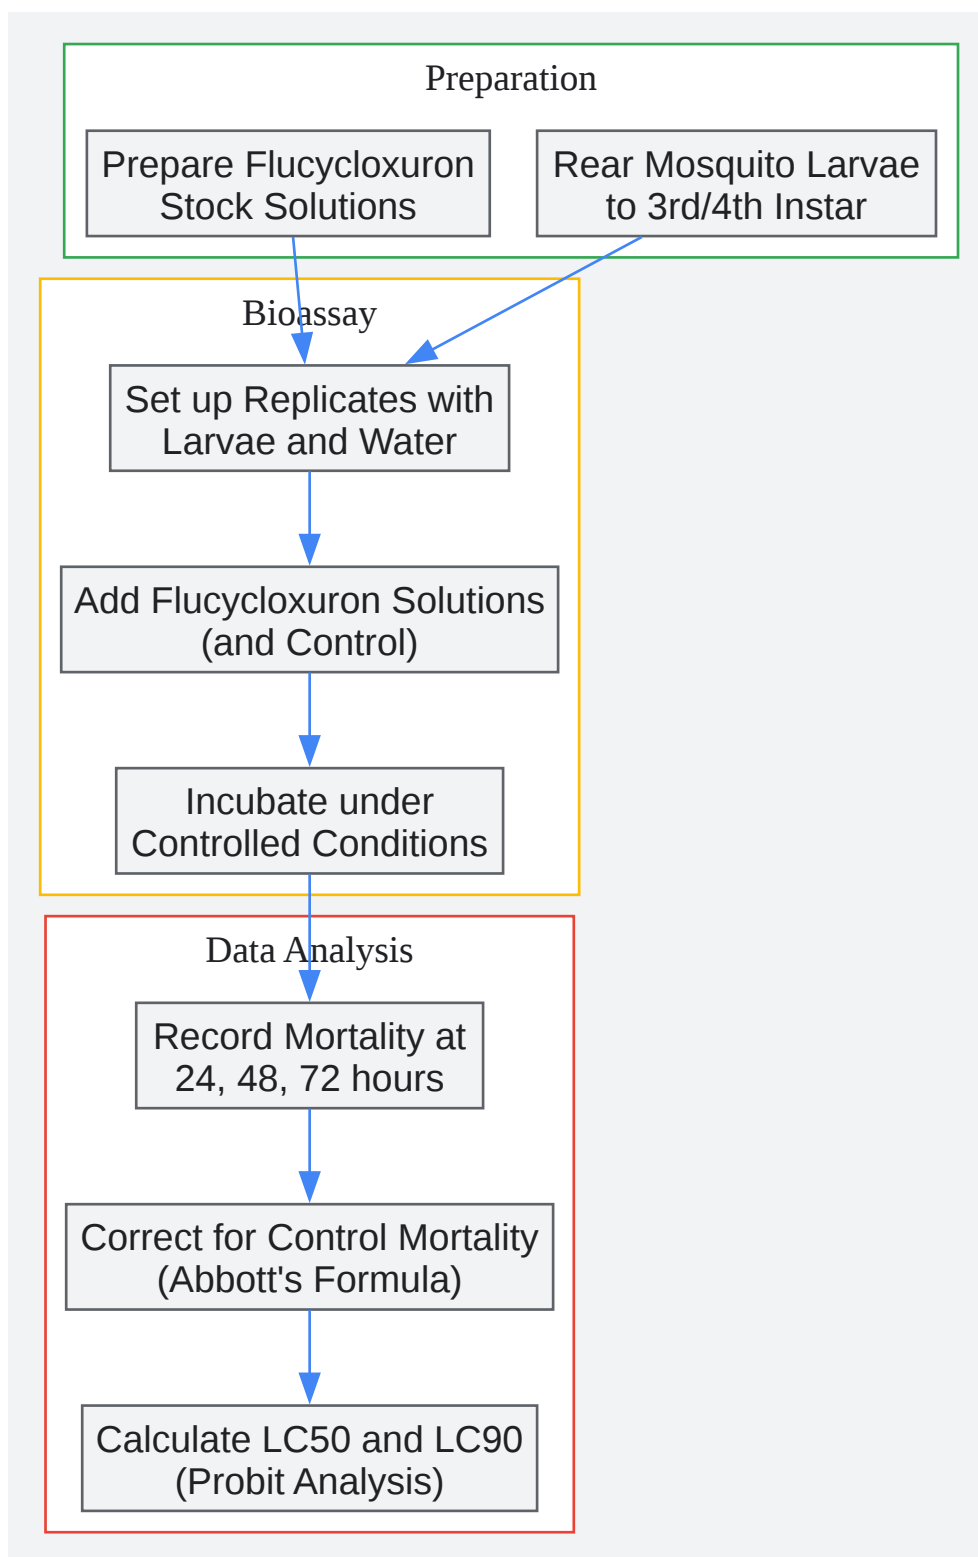 Preparation
Prepare Flucycloxuron
Stock Solutions
Rear Mosquito Larvae
to 3rd/4th Instar
Bioassay
Set up Replicates with
Larvae and Water
Add Flucycloxuron Solutions
(and Control)
Incubate under
Controlled Conditions
Data Analysis
Record Mortality at
24, 48, 72 hours
Correct for Control Mortality
(Abbott's Formula)
Calculate LC50 and LC90
(Probit Analysis)